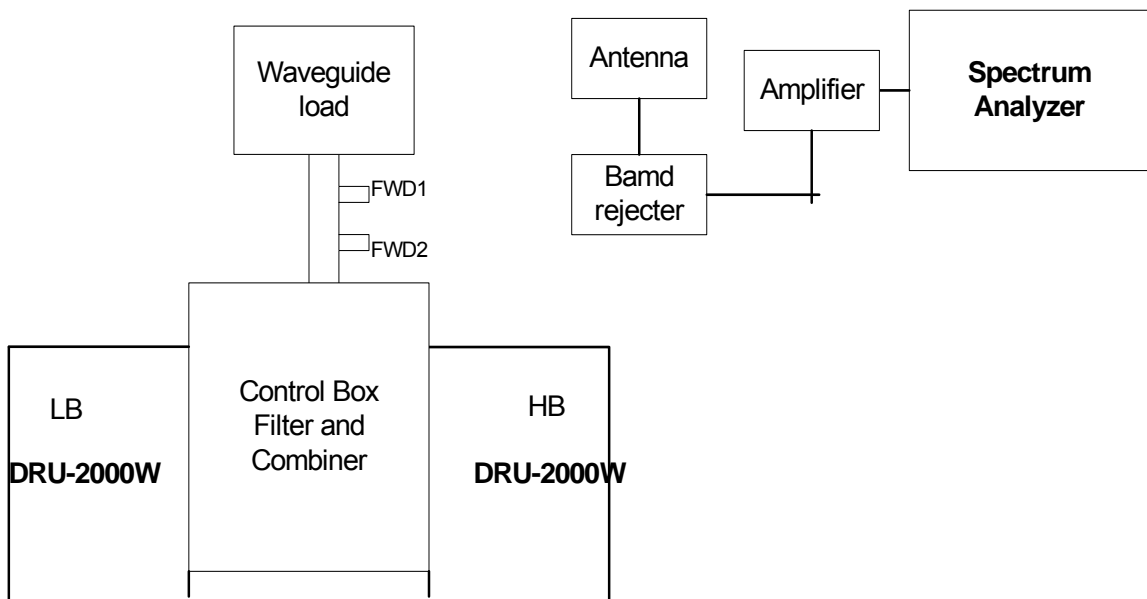 Waveguide
load
Antenna
Amplifier
Spectrum
Analyzer
Bamd
rejecter
FWD1
FWD2
LB
DRU-2000W
Control Box
Filter and
Combiner
HB
DRU-2000W